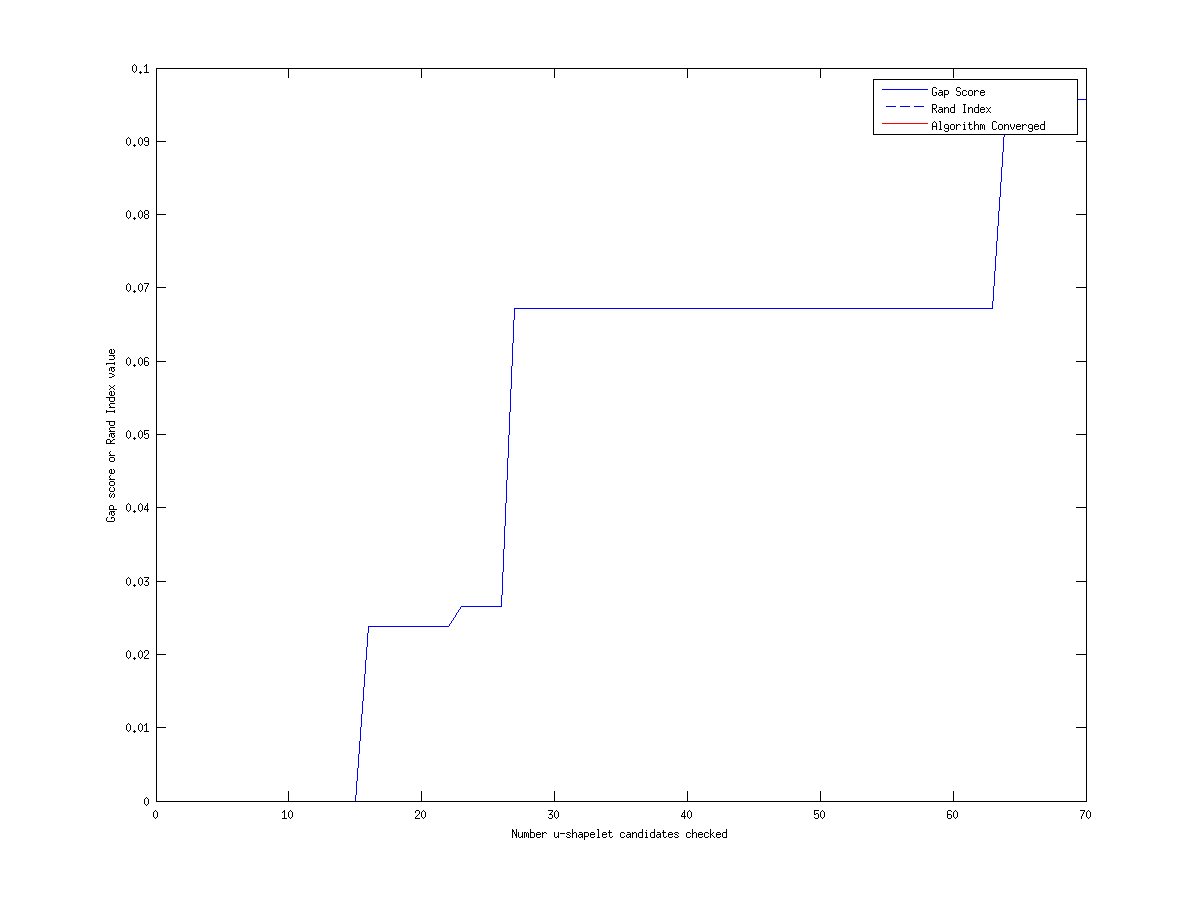 0.1
0.09
0.08
0.07
0.06
0.05
0.04
0.03
0.02
0.01
0
0 10 20 30 40 50 60 70
Gap score or Rand Index value
Number u-shapelet candidates checked
Gap Score
Rand Index
Algorithm Converged